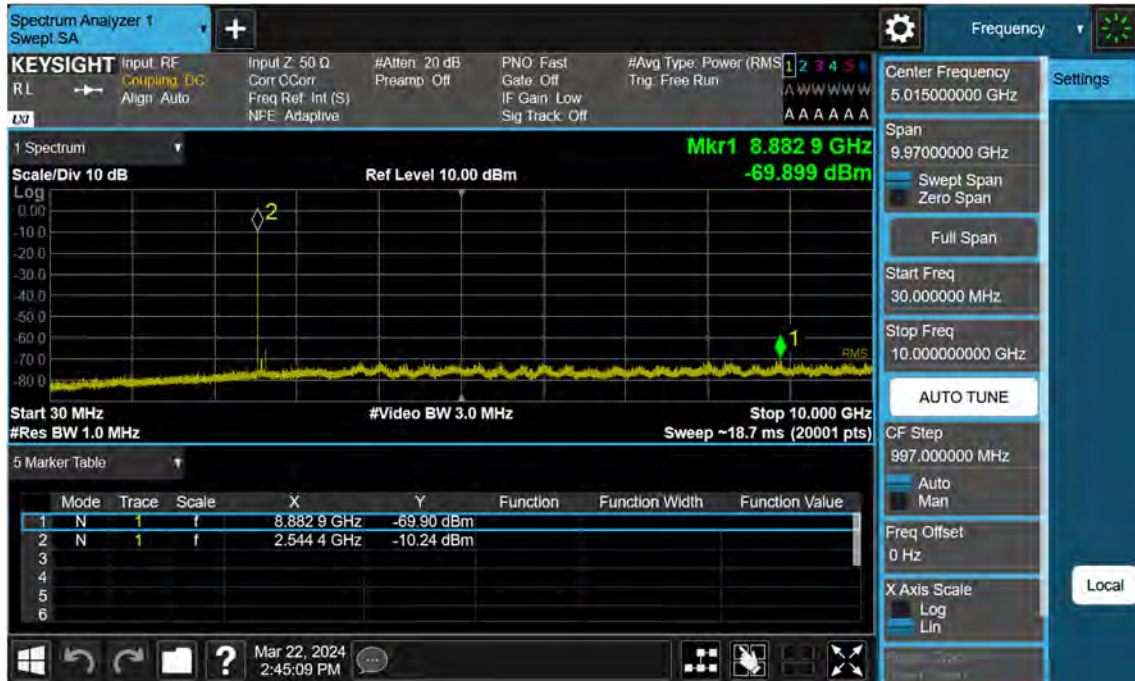 Spectrum Analyzer 1
Swept SA
+
Frequency
KEYSIGHT
RL
LXI
Input: RF
Coupling: DC
Align: Auto
Input Z: 50 Ω
Corr CCorr
Freq Ref: Int (S)
NFE: Adaptive
#Atten: 20 dB
Preamp: Off
PNO: Fast
Gate: Off
IF Gain: Low
Sig Track: Off
#Avg Type: Power (RMS
Trig: Free Run
1 2 3 4 5 6
A W W W W W
A A A A A A
1 Spectrum
Scale/Div 10 dB
Log
Ref Level 10.00 dBm
Mkr1 8.882 9 GHz
-69.899 dBm
0.00
-10.0
-20.0
-30.0
-40.0
-50.0
-60.0
-70.0
-80.0
2
1
RMS
Start 30 MHz
#Video BW 3.0 MHz
Stop 10.000 GHz
#Res BW 1.0 MHz
Sweep ~18.7 ms (20001 pts)
5 Marker Table
Mode Trace Scale X Y Function Function Width Function Value
1 N 1 f 8.882 9 GHz -69.90 dBm
2 N 1 f 2.544 4 GHz -10.24 dBm
3
4
5
6
Mar 22, 2024
2:45:09 PM
?
Center Frequency
5.015000000 GHz
Span
9.97000000 GHz
Swept Span
Zero Span
Full Span
Start Freq
30.000000 MHz
Stop Freq
10.000000000 GHz
AUTO TUNE
CF Step
997.000000 MHz
Auto
Man
Freq Offset
0 Hz
X Axis Scale
Log
Lin
Settings
Local